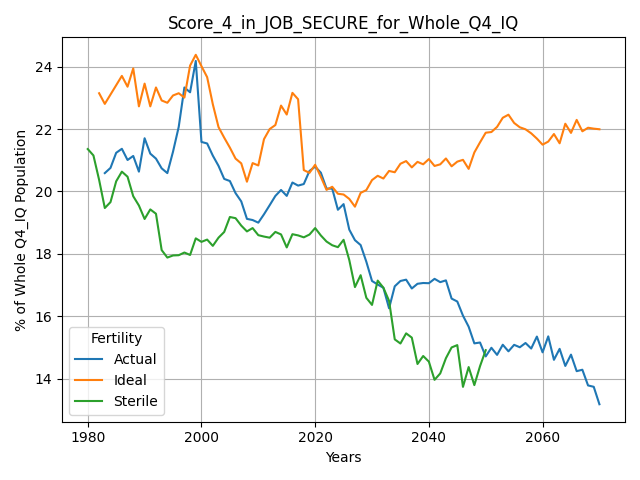 Score_4_in_JOB_SECURE_for_Whole_Q4_IQ
% of Whole Q4_IQ Population
24
22
20
18
16
14
Fertility
Actual
Ideal
Sterile
1980
2000
2020
2040
2060
Years